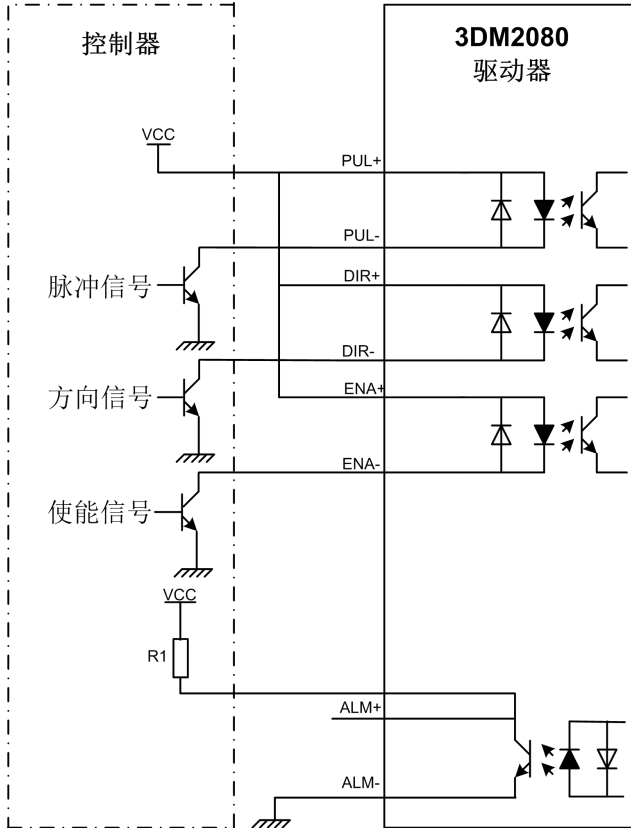 控制器
3DM2080
驱动器
VCC
PUL+
PUL-
脉冲信号
DIR+
DIR-
方向信号
ENA+
ENA-
使能信号
VCC
R1
ALM+
ALM-